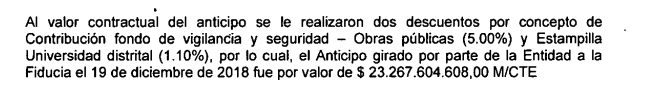 Al valor contractual del anticipo se le realizaron dos descuentos por concepto de
Contribución fondo de vigilancia y seguridad – Obras públicas (5.00%) y Estampilla
Universidad distrital (1.10%), por lo cual, el Anticipo girado por parte de la Entidad a la
Fiducia el 19 de diciembre de 2018 fue por valor de $ 23.267.604.608,00 M/CTE